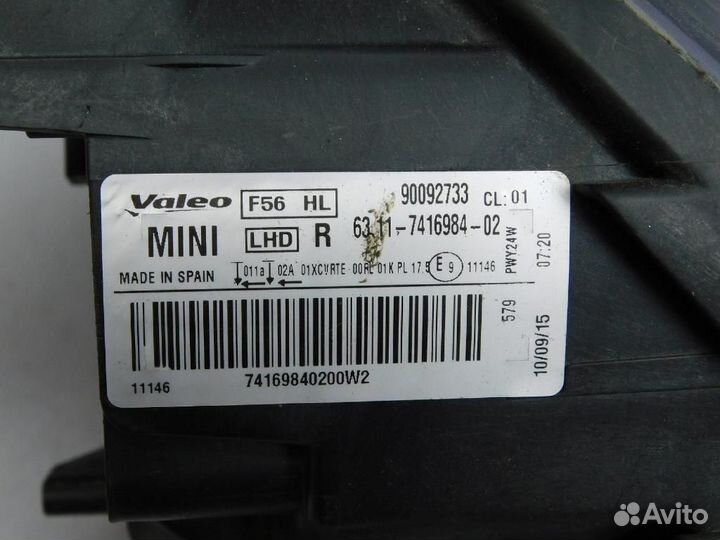 Valeo F56 HL 90092733 CL: 01
MINI LHD R 63.11-7416984-02
MADE IN SPAIN 011a 02A 01XCVRTE 00RL 01K PL 17.5 E 9 11146
PWY24W 07:20
579 10/09/15
11146 74169840200W2
Avito